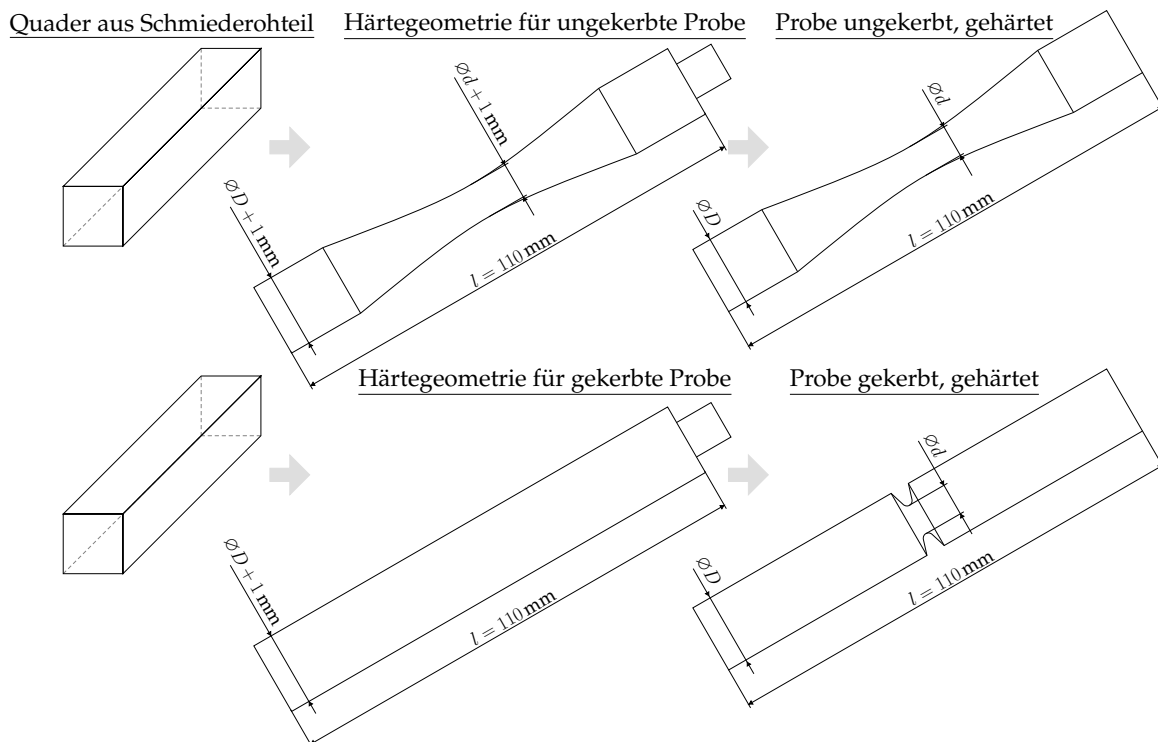 Quader aus Schmiederohteil
Härtegeometrie für ungekerbte Probe
Probe ungekerbt, gehärtet
⌀d + 1 mm
⌀D + 1 mm
l = 110 mm
⌀d
⌀D
l = 110 mm
Härtegeometrie für gekerbte Probe
Probe gekerbt, gehärtet
⌀D + 1 mm
l = 110 mm
⌀d
⌀D
l = 110 mm